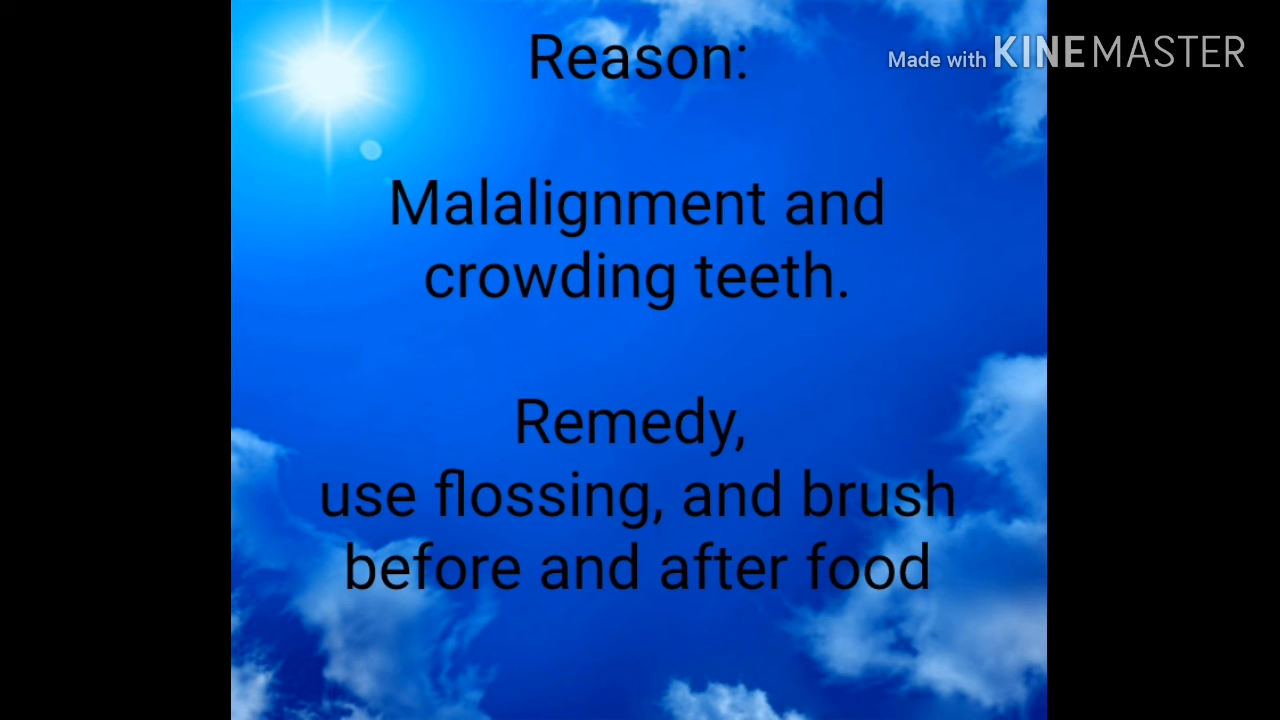 Reason:
Made with KINEMASTER
Malalignment and
crowding teeth.
Remedy,
use flossing, and brush
before and after food